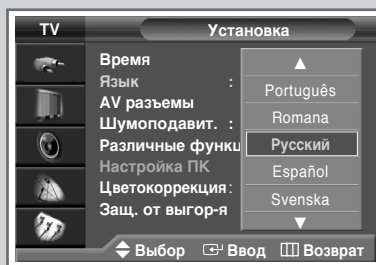 TV Установка
Время
Язык :
AV разъемы
Шумоподавит. :
Различные функц
Настройка ПК
Цветокоррекция:
Защ. от выгор-я
Português
Romana
Русский
Español
Svenska
Выбор Ввод Возврат